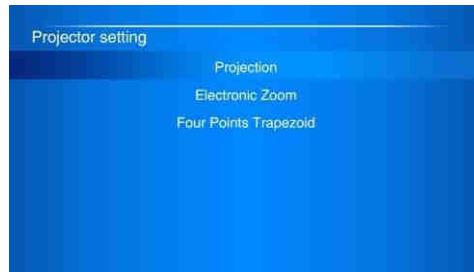 Projector setting
Projection
Electronic Zoom
Four Points Trapezoid